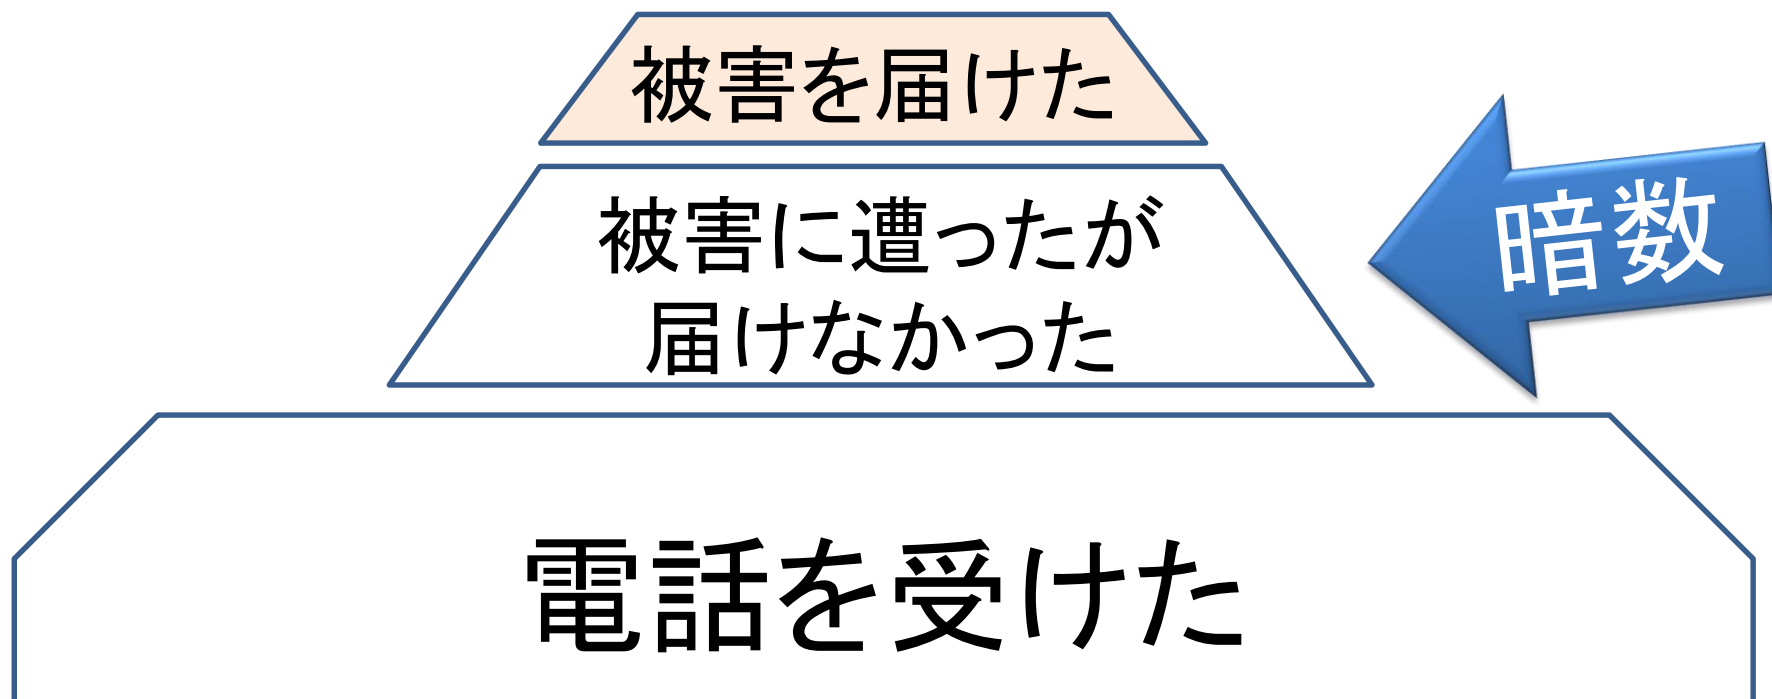 被害を届けた
被害に遭ったが
届けなかった
暗数
電話を受けた